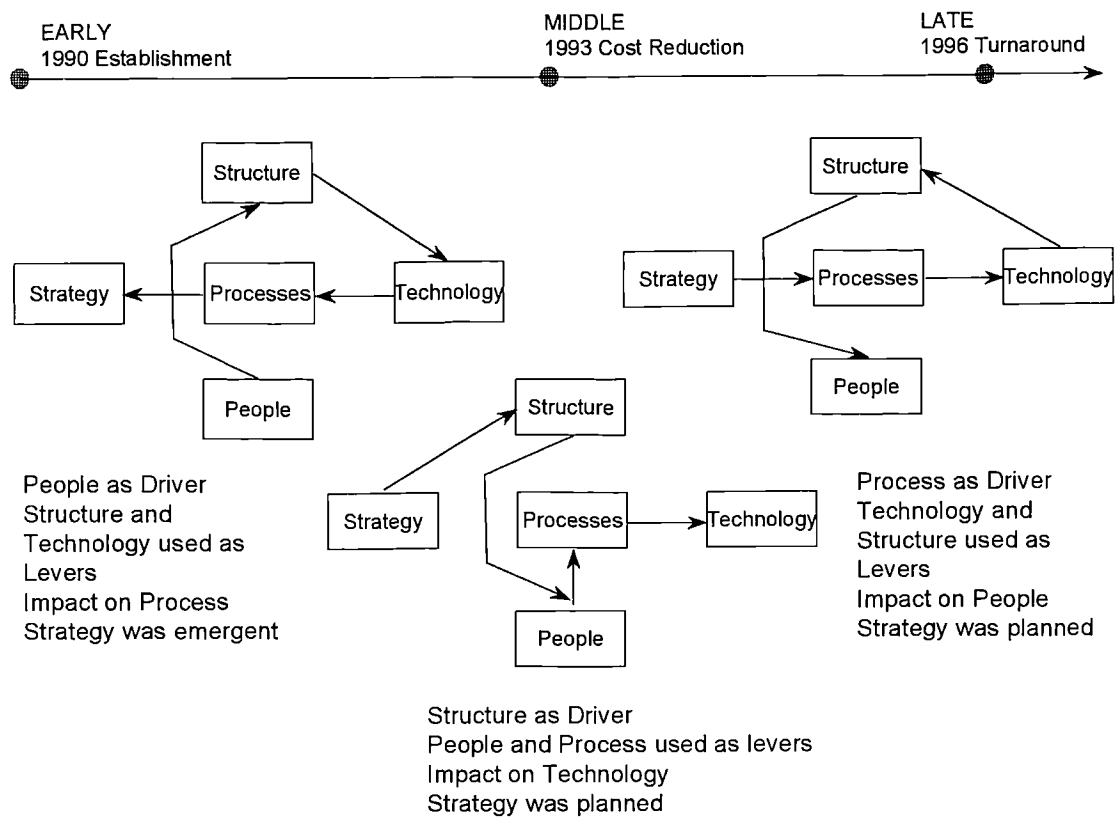 EARLY
1990 Establishment
MIDDLE
1993 Cost Reduction
LATE
1996 Turnaround
Structure
Strategy
Processes
Technology
People
Structure
Strategy
Processes
Technology
People
Structure
Strategy
Processes
Technology
People
People as Driver
Structure and
Technology used as
Levers
Impact on Process
Strategy was emergent
Structure as Driver
People and Process used as levers
Impact on Technology
Strategy was planned
Process as Driver
Technology and
Structure used as
Levers
Impact on People
Strategy was planned